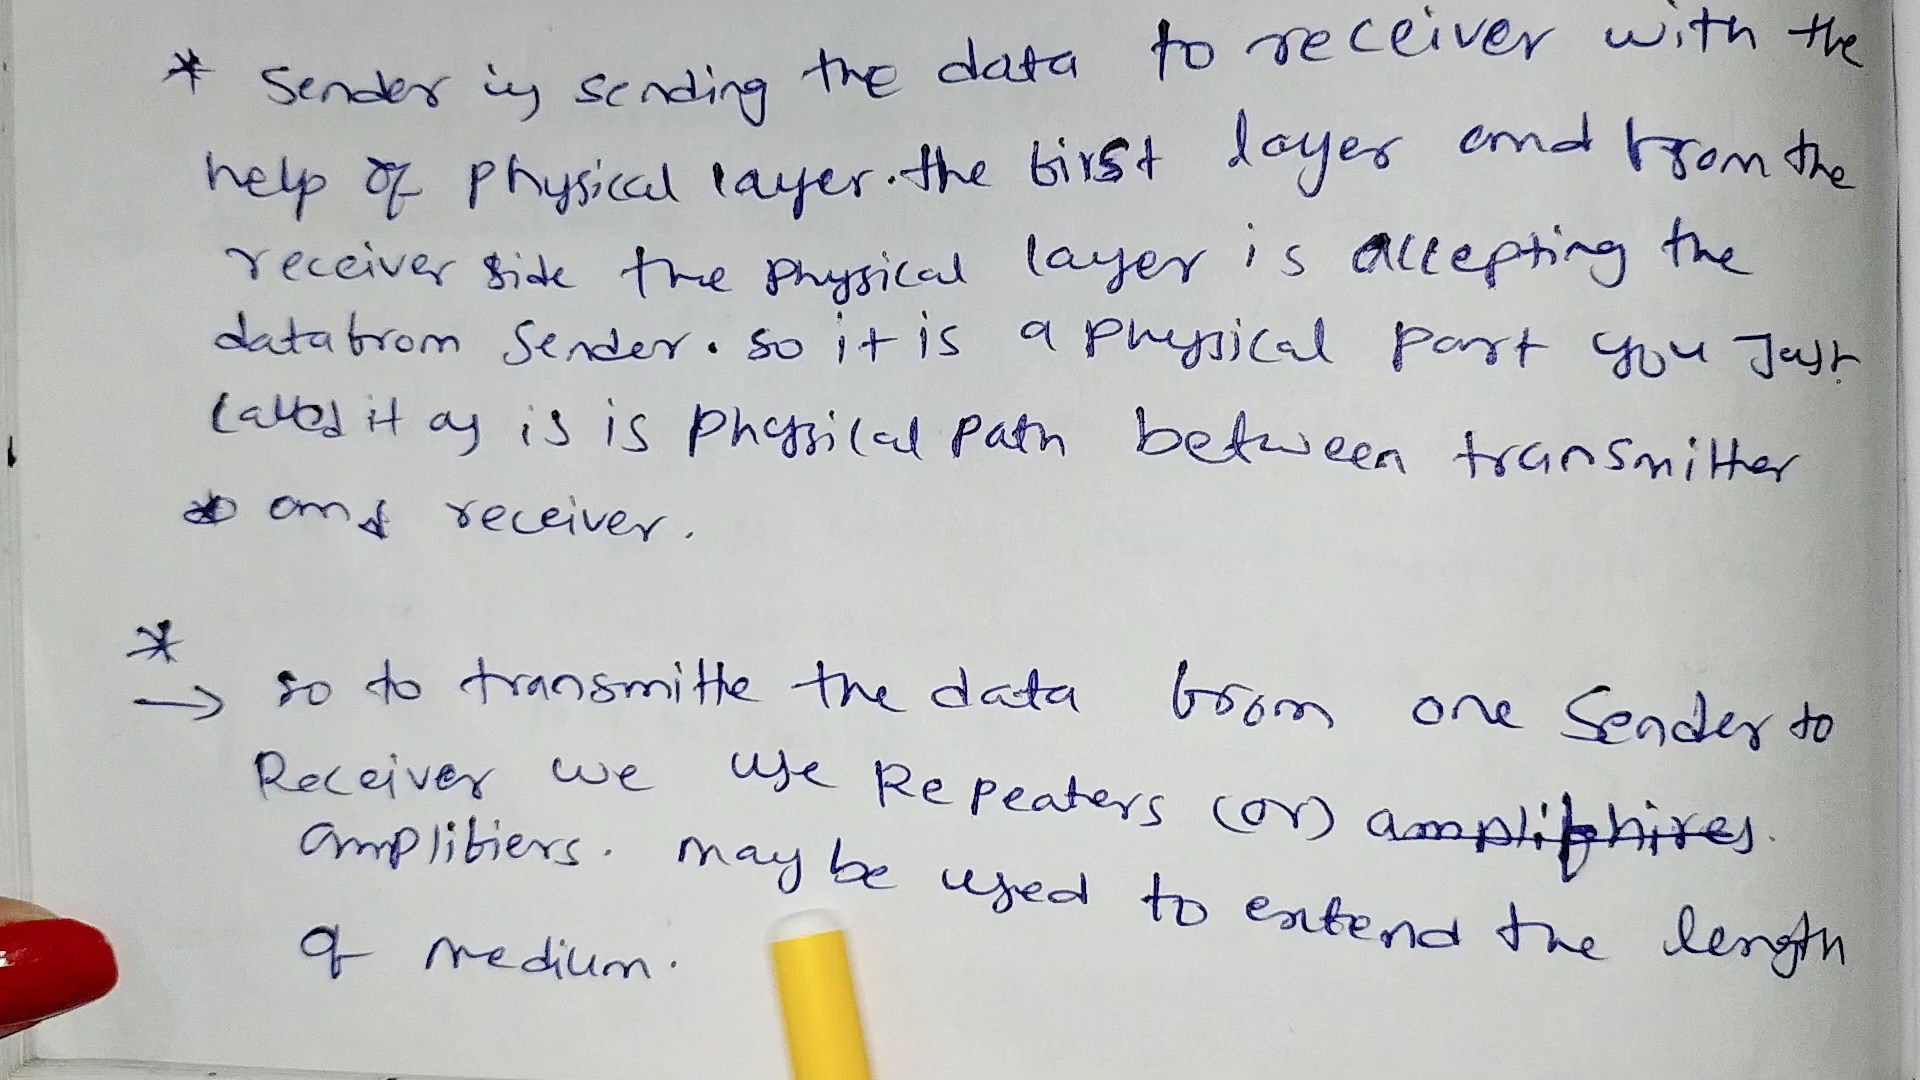 * Sender is sending the data to receiver with the
help of physical layer. the first layer and from the
receiver side the physical layer is accepting the
data from Sender. so it is a physical part you Just
called it as is is physical path between transmitter
and receiver.
*
→ so to transmitte the data from one Sender to
Receiver we use Repeaters (or) amplifhires.
amplifiers. may be used to extend the length
of medium.